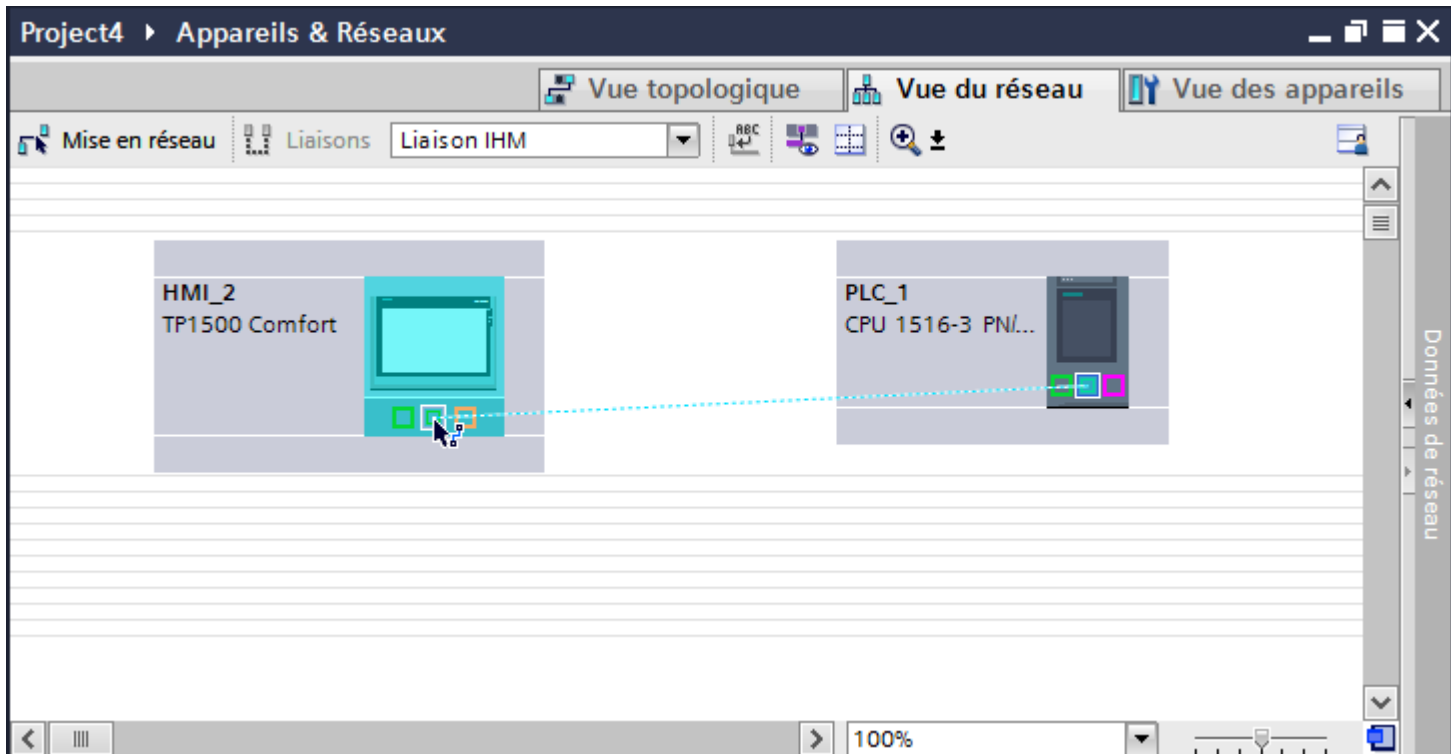 Project4 ▸ Appareils & Réseaux
Vue topologique
Vue du réseau
Vue des appareils
Mise en réseau
Liaisons
Liaison IHM
ABC
HMI_2
TP1500 Comfort
PLC_1
CPU 1516-3 PN/...
Données de réseau
100%